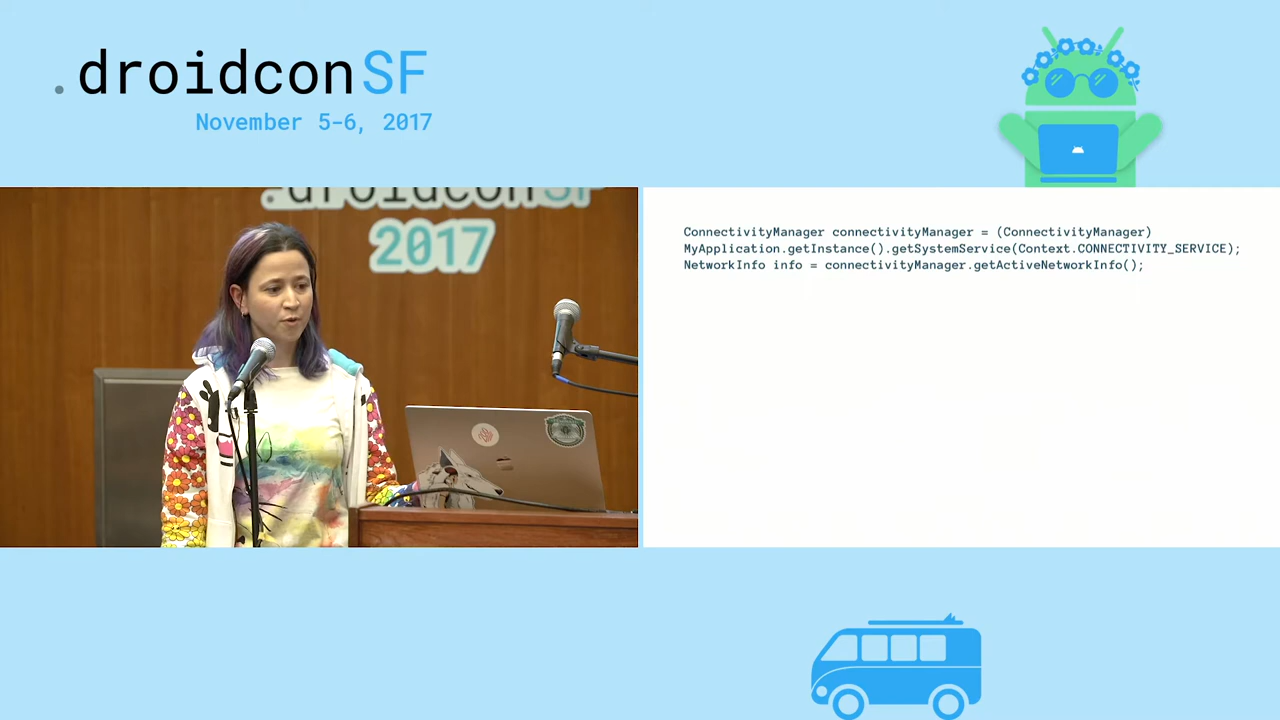 .droidconSF
November 5-6, 2017
.droidconSF
2017
ConnectivityManager connectivityManager = (ConnectivityManager)
MyApplication.getInstance().getSystemService(Context.CONNECTIVITY_SERVICE);
NetworkInfo info = connectivityManager.getActiveNetworkInfo();